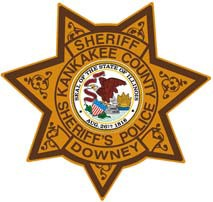 SHERIFF
KANKAKEE COUNTY
SEAL OF THE STATE OF ILLINOIS
AUG. 26TH 1818
SHERIFF'S POLICE
DOWNEY